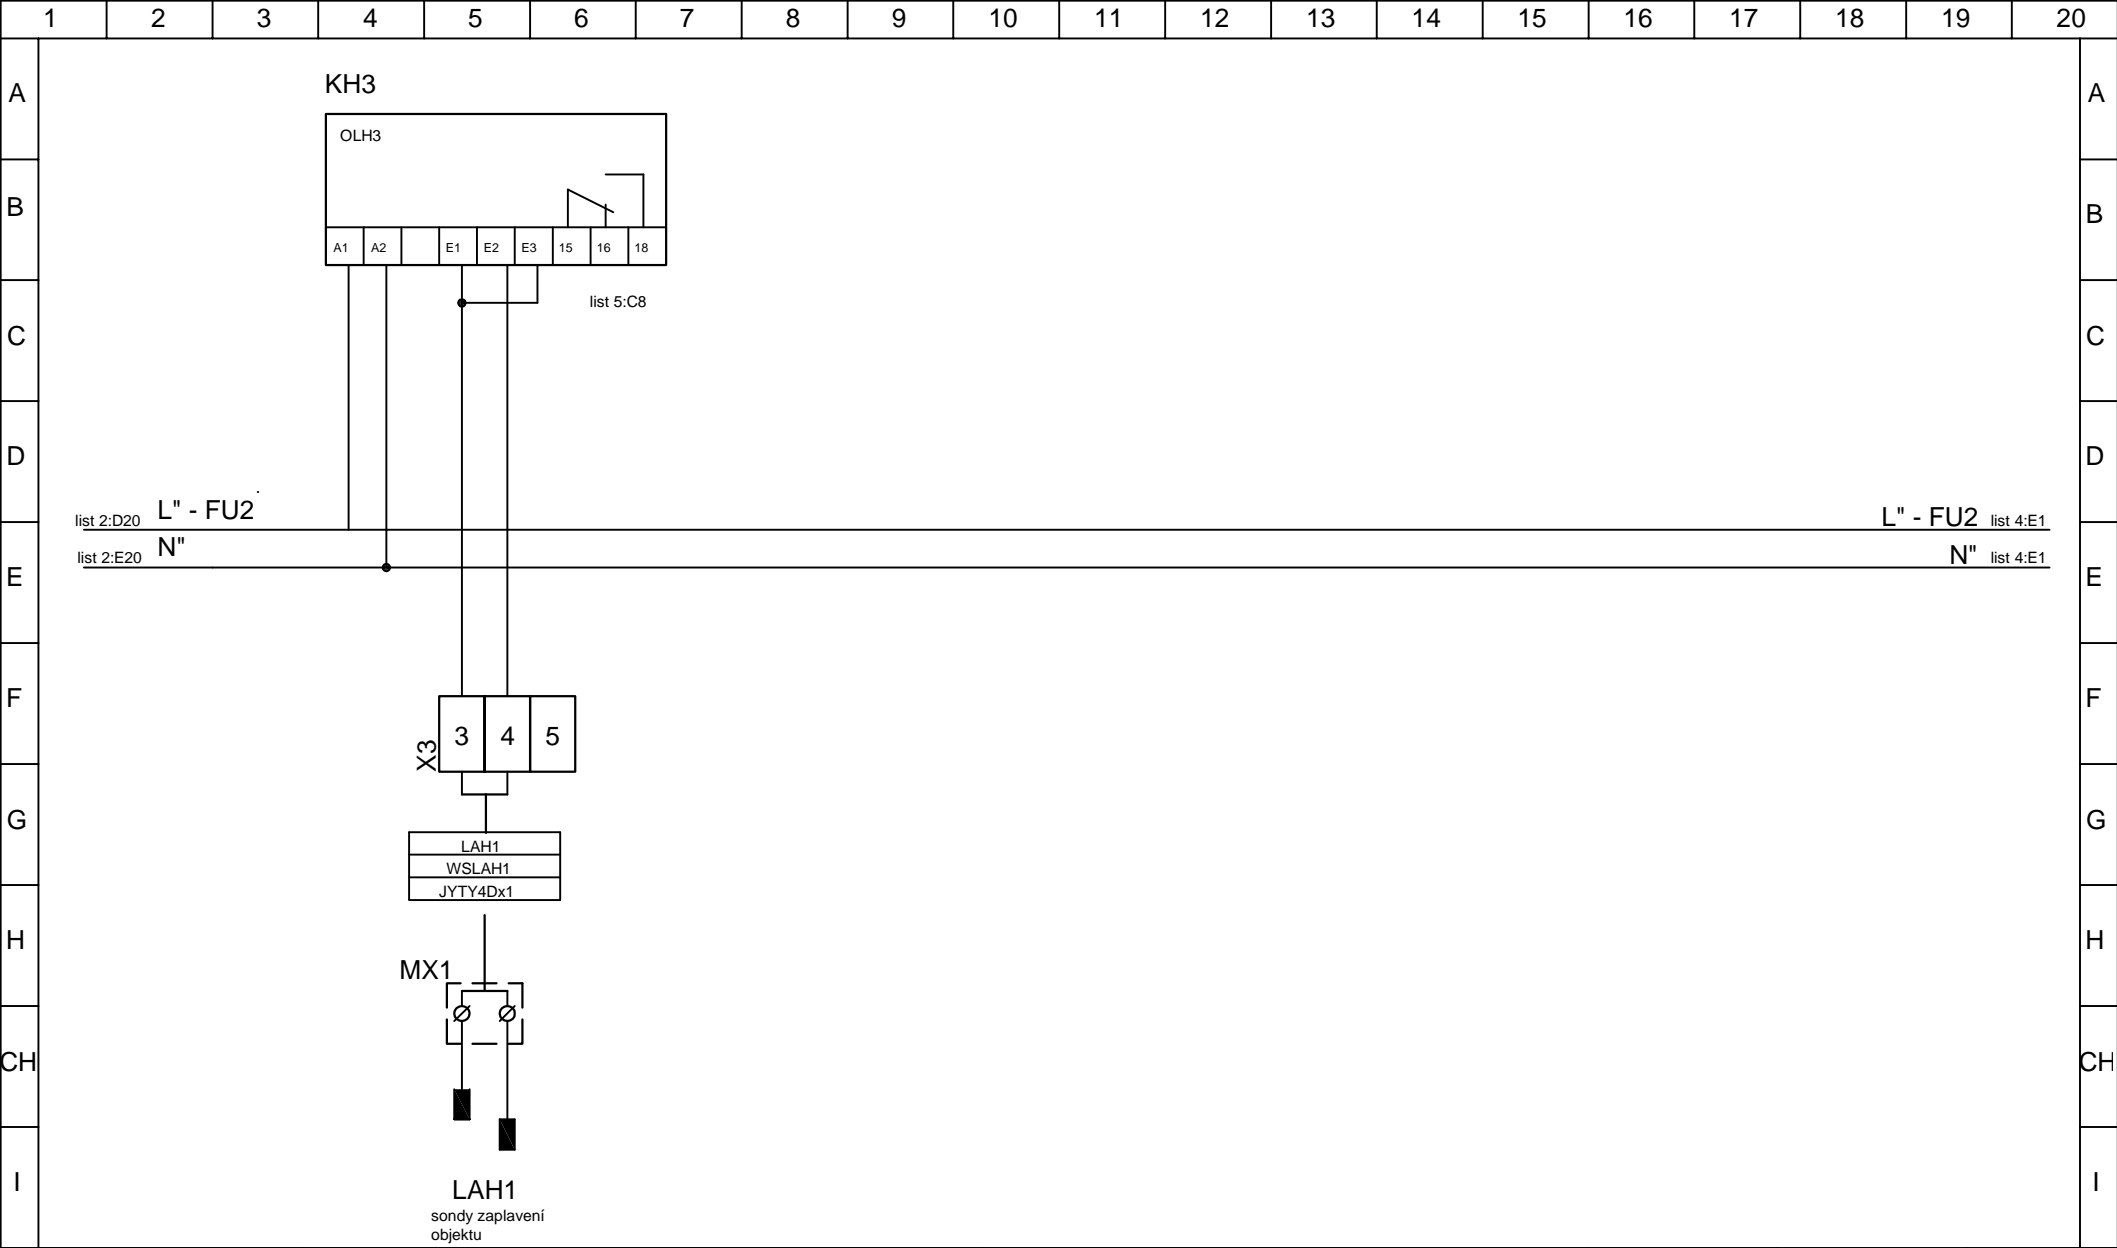 1 2 3 4 5 6 7 8 9 10 11 12 13 14 15 16 17 18 19 20
A A
KH3
OLH3
B B
A1 A2 E1 E2 E3 15 16 18
list 5:C8
C C
D D
list 2:D20 L" - FU2 L" - FU2 list 4:E1
list 2:E20 N" N" list 4:E1
E E
F F
X3 3 4 5
G G
LAH1
WSLAH1
JYTY4Dx1
H H
MX1
CH CH
I I
LAH1
sondy zaplavení
objektu